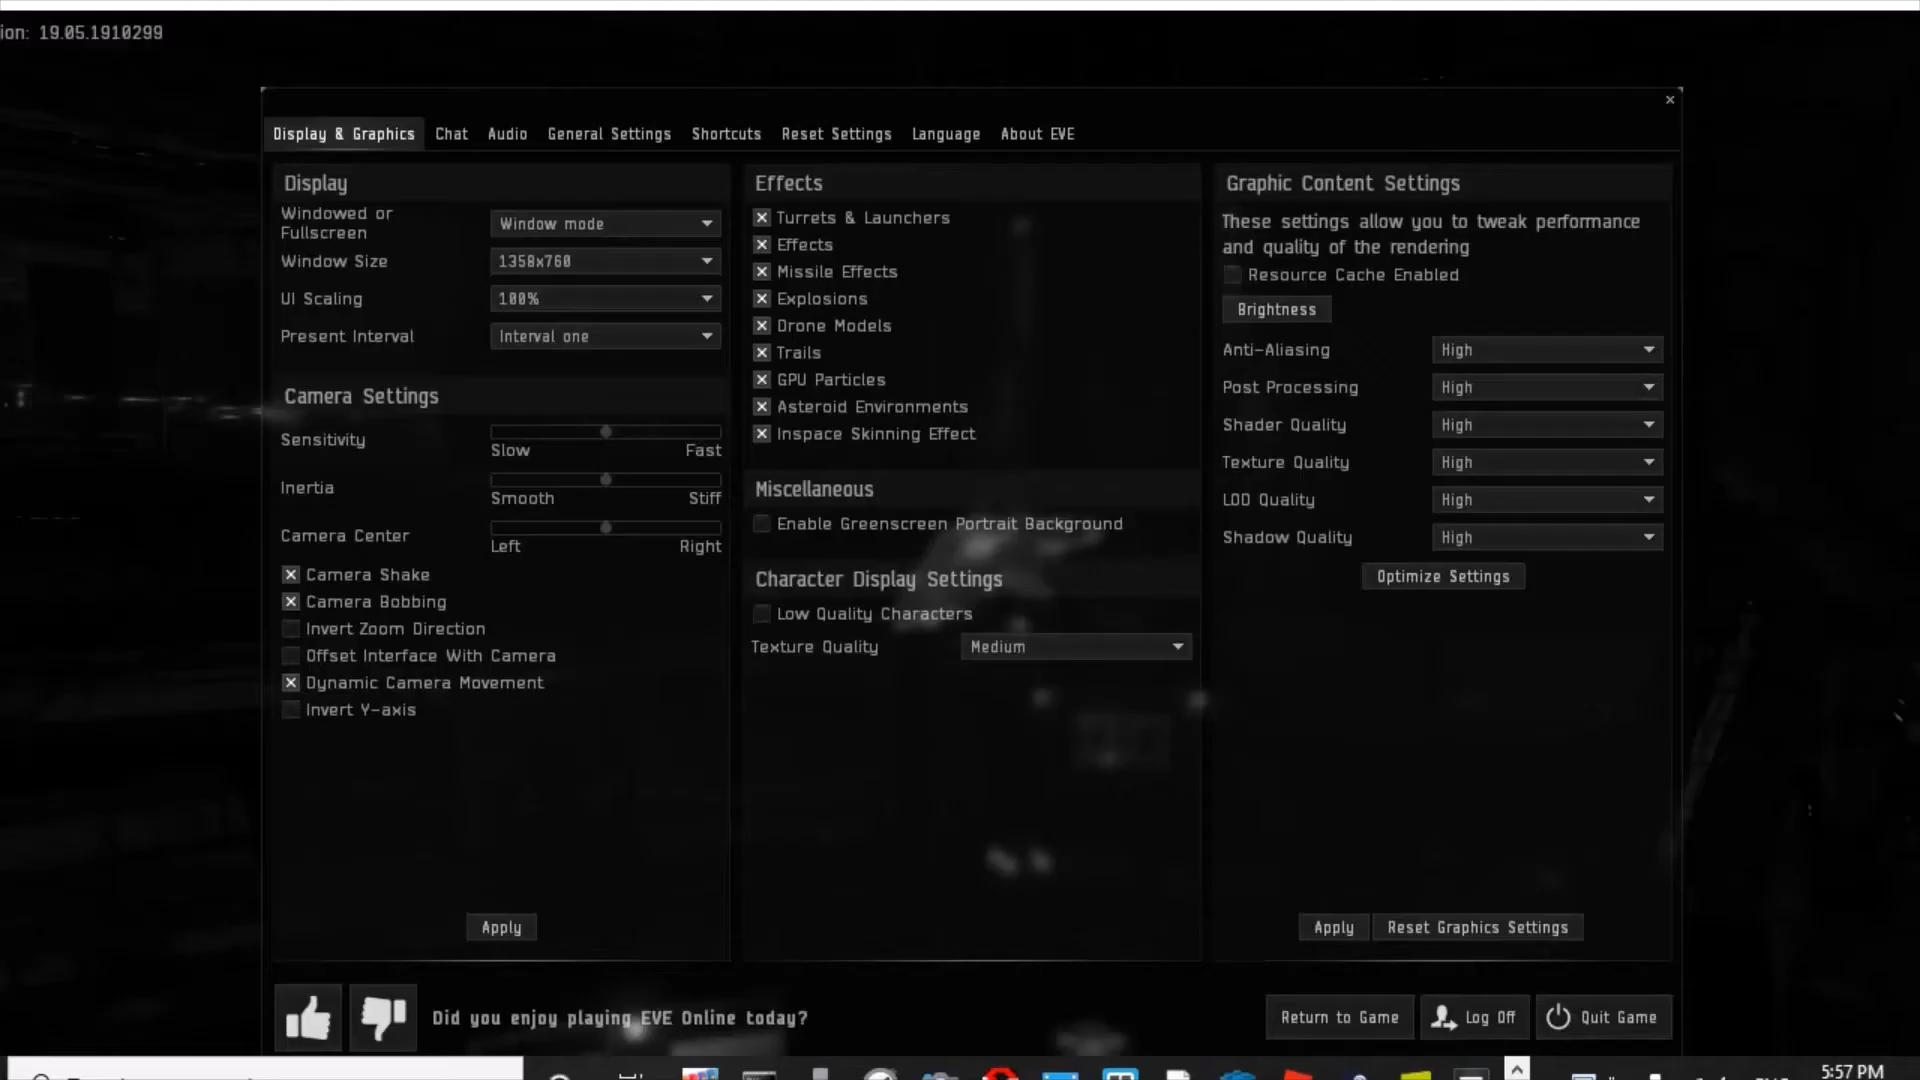 ion: 19.05.1910299
×
Display & Graphics Chat Audio General Settings Shortcuts Reset Settings Language About EVE
Display
Windowed or
Fullscreen
Window mode
Window Size 1358x760
UI Scaling 100%
Present Interval Interval one
Camera Settings
Sensitivity
Slow Fast
Inertia
Smooth Stiff
Camera Center
Left Right
Camera Shake
Camera Bobbing
Invert Zoom Direction
Offset Interface With Camera
Dynamic Camera Movement
Invert Y-axis
Apply
Effects
Turrets & Launchers
Effects
Missile Effects
Explosions
Drone Models
Trails
GPU Particles
Asteroid Environments
Inspace Skinning Effect
Miscellaneous
Enable Greenscreen Portrait Background
Character Display Settings
Low Quality Characters
Texture Quality Medium
Graphic Content Settings
These settings allow you to tweak performance
and quality of the rendering
Resource Cache Enabled
Brightness
Anti-Aliasing High
Post Processing High
Shader Quality High
Texture Quality High
LOD Quality High
Shadow Quality High
Optimize Settings
Apply Reset Graphics Settings
Did you enjoy playing EVE Online today?
Return to Game Log Off Quit Game
5:57 PM